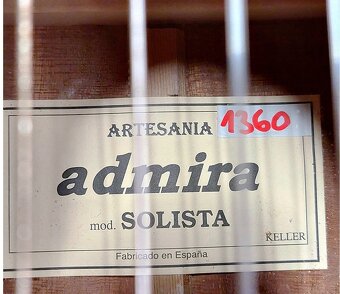 ARTESANIA 1360
admira
mod. SOLISTA
KELLER
Fabricado en España